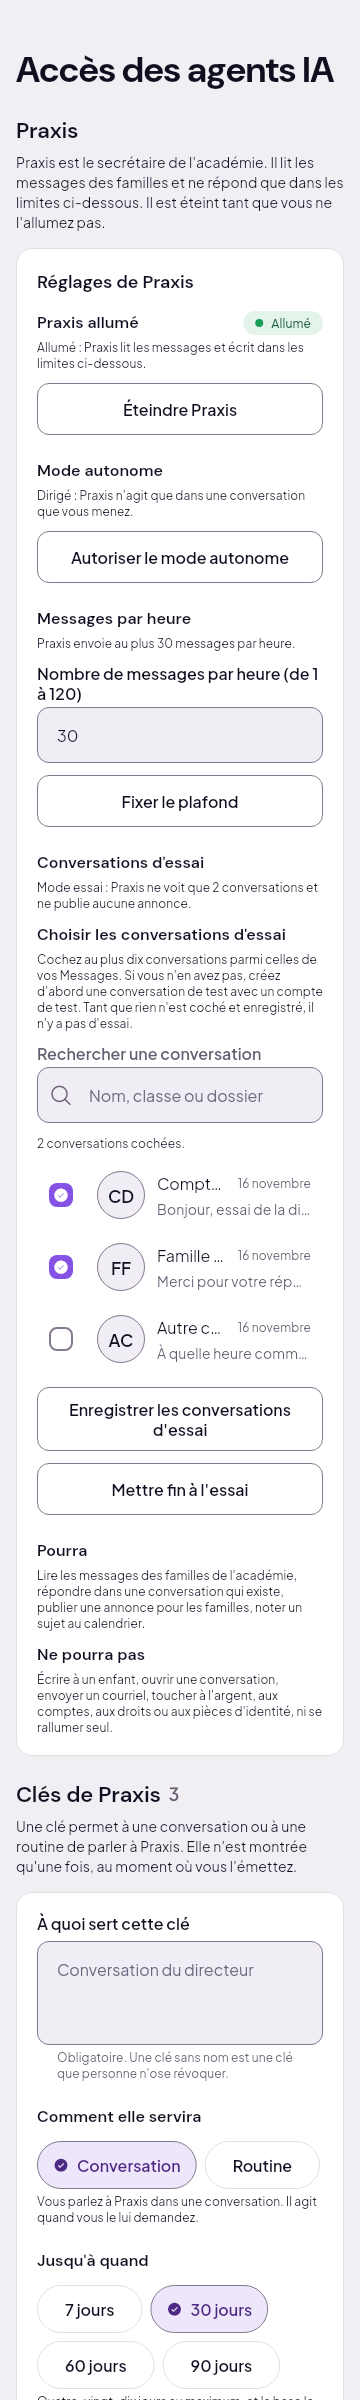 Accès des agents IA
Praxis
Praxis est le secrétaire de l'académie. Il lit les
messages des familles et ne répond que dans les
limites ci-dessous. Il est éteint tant que vous ne
l'allumez pas.
Réglages de Praxis
Praxis allumé
Allumé
Allumé : Praxis lit les messages et écrit dans les
limites ci-dessous.
Éteindre Praxis
Mode autonome
Dirigé : Praxis n'agit que dans une conversation
que vous menez.
Autoriser le mode autonome
Messages par heure
Praxis envoie au plus 30 messages par heure.
Nombre de messages par heure (de 1
à 120)
30
Fixer le plafond
Conversations d'essai
Mode essai : Praxis ne voit que 2 conversations et
ne publie aucune annonce.
Choisir les conversations d'essai
Cochez au plus dix conversations parmi celles de
vos Messages. Si vous n'en avez pas, créez
d'abord une conversation de test avec un compte
de test. Tant que rien n'est coché et enregistré, il
n'y a pas d'essai.
Rechercher une conversation
Nom, classe ou dossier
2 conversations cochées.
CD
Compt... 16 novembre
Bonjour, essai de la di...
FF
Famille ... 16 novembre
Merci pour votre rép...
AC
Autre c... 16 novembre
À quelle heure comm...
Enregistrer les conversations
d'essai
Mettre fin à l'essai
Pourra
Lire les messages des familles de l'académie,
répondre dans une conversation qui existe,
publier une annonce pour les familles, noter un
sujet au calendrier.
Ne pourra pas
Écrire à un enfant, ouvrir une conversation,
envoyer un courriel, toucher à l'argent, aux
comptes, aux droits ou aux pièces d'identité, ni se
rallumer seul.
Clés de Praxis 3
Une clé permet à une conversation ou à une
routine de parler à Praxis. Elle n'est montrée
qu'une fois, au moment où vous l'émettez.
À quoi sert cette clé
Conversation du directeur
Obligatoire. Une clé sans nom est une clé
que personne n'ose révoquer.
Comment elle servira
Conversation
Routine
Vous parlez à Praxis dans une conversation. Il agit
quand vous le lui demandez.
Jusqu'à quand
7 jours
30 jours
60 jours
90 jours